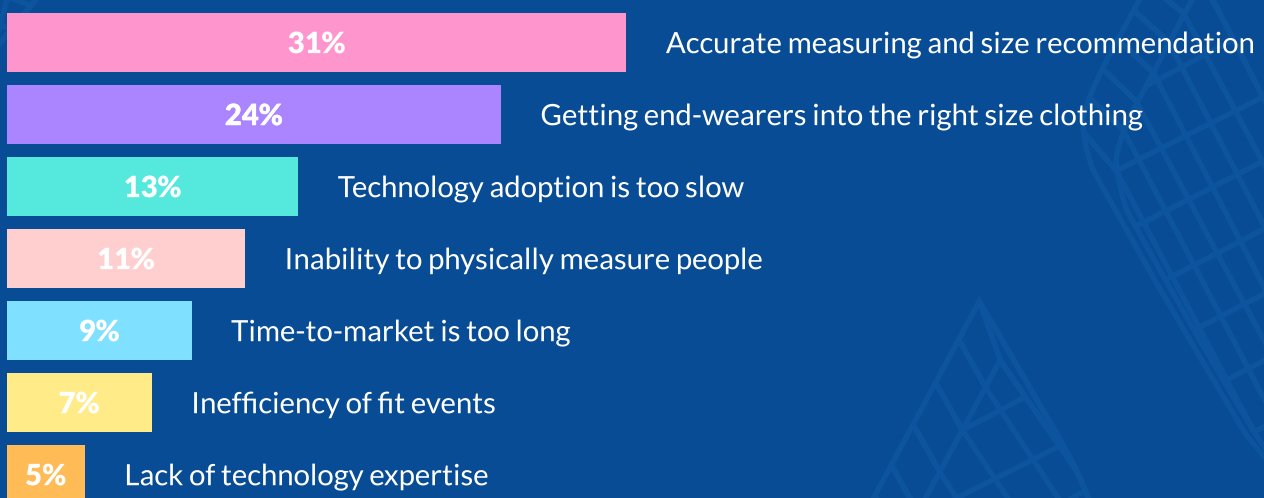 31% Accurate measuring and size recommendation
24% Getting end-wearers into the right size clothing
13% Technology adoption is too slow
11% Inability to physically measure people
9% Time-to-market is too long
7% Inefficiency of fit events
5% Lack of technology expertise